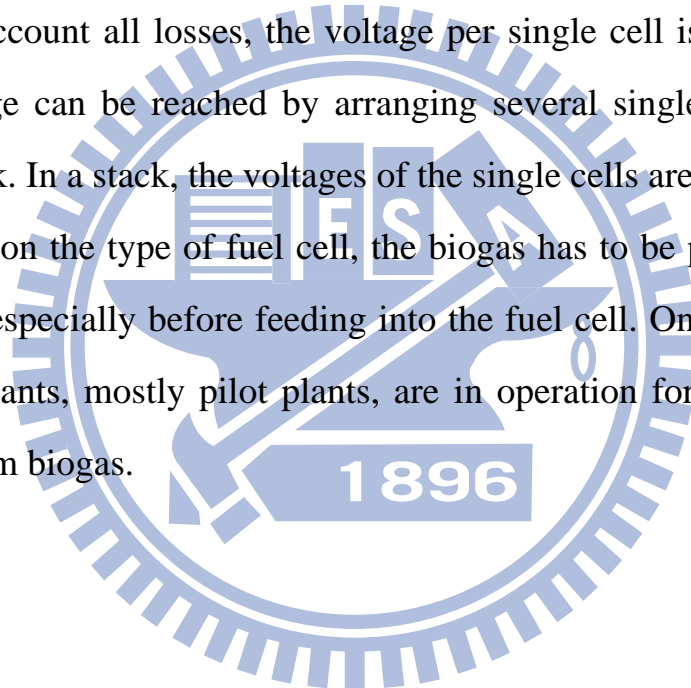 ccount all losses, the voltage per single cell is
ge can be reached by arranging several single
k. In a stack, the voltages of the single cells are
on the type of fuel cell, the biogas has to be p
especially before feeding into the fuel cell. On
ants, mostly pilot plants, are in operation for
m biogas.
E S A
1896